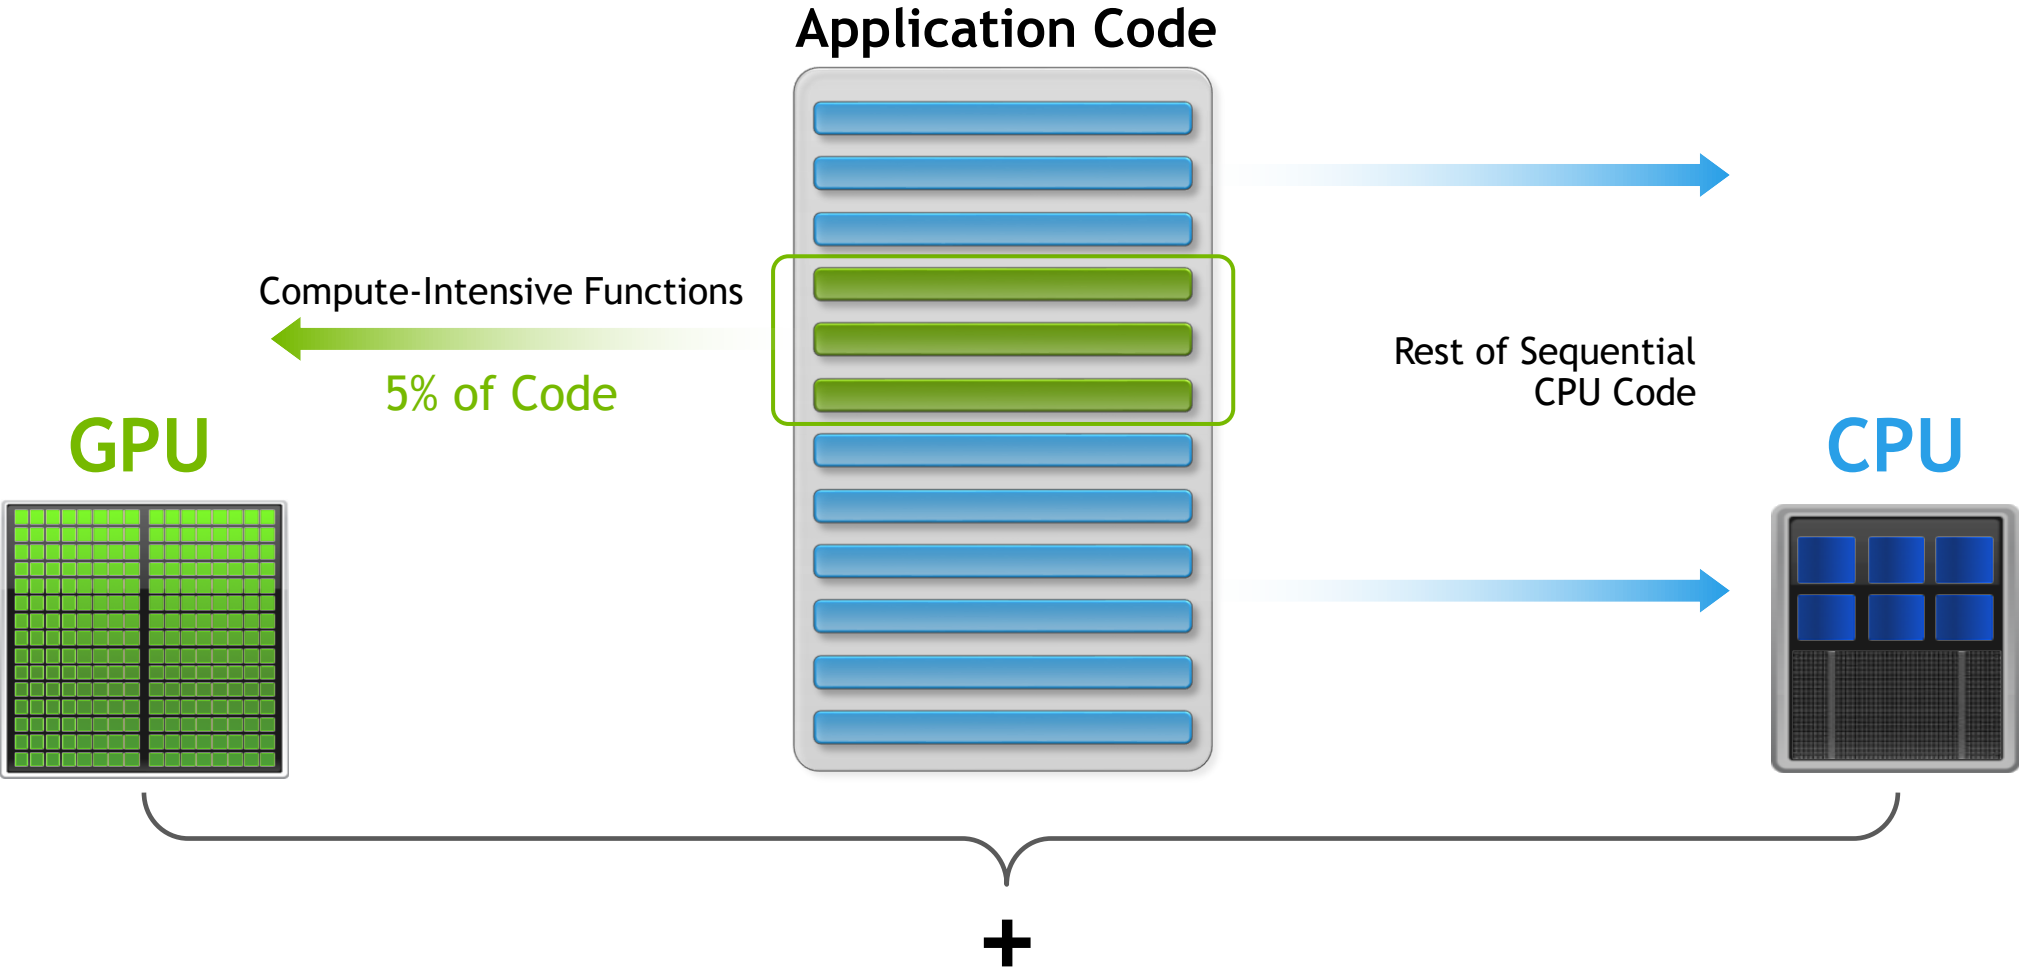 Application Code
Compute-Intensive Functions
5% of Code
GPU
Rest of Sequential
CPU Code
CPU
+